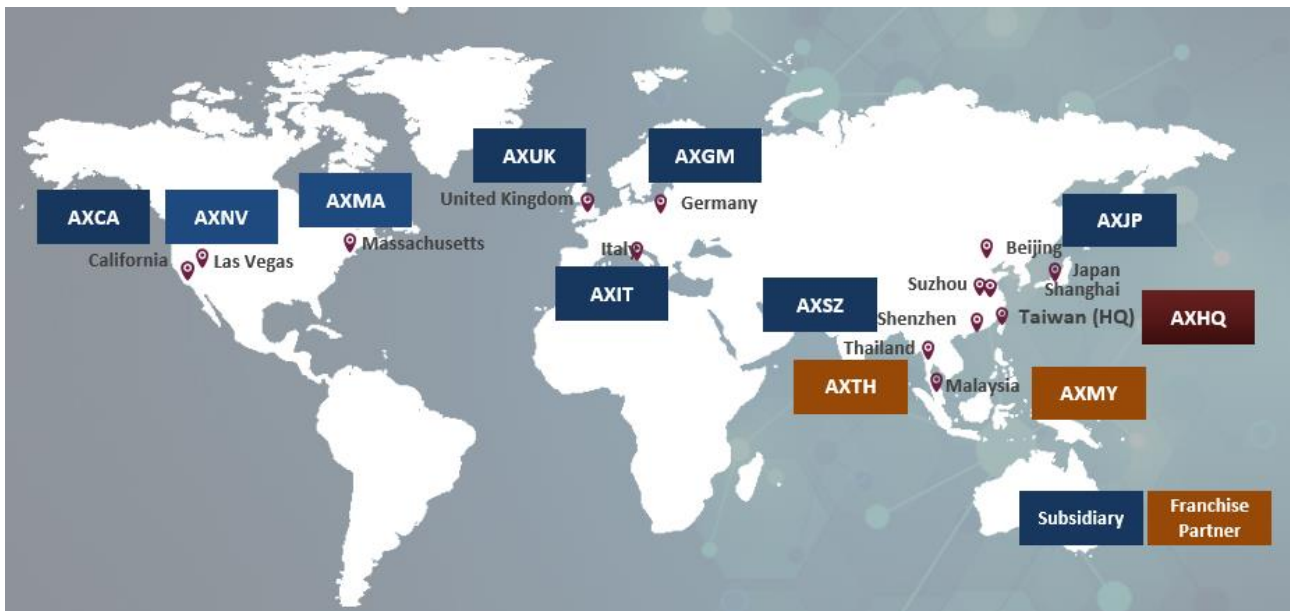 AXUK
AXGM
United Kingdom
Germany
AXCA
AXNV
AXMA
California
Las Vegas
Massachusetts
Italy
AXIT
AXJP
Beijing
Japan
Suzhou
Shanghai
AXSZ
Shenzhen
Taiwan (HQ)
AXHQ
Thailand
AXTH
Malaysia
AXMY
Subsidiary
Franchise
Partner